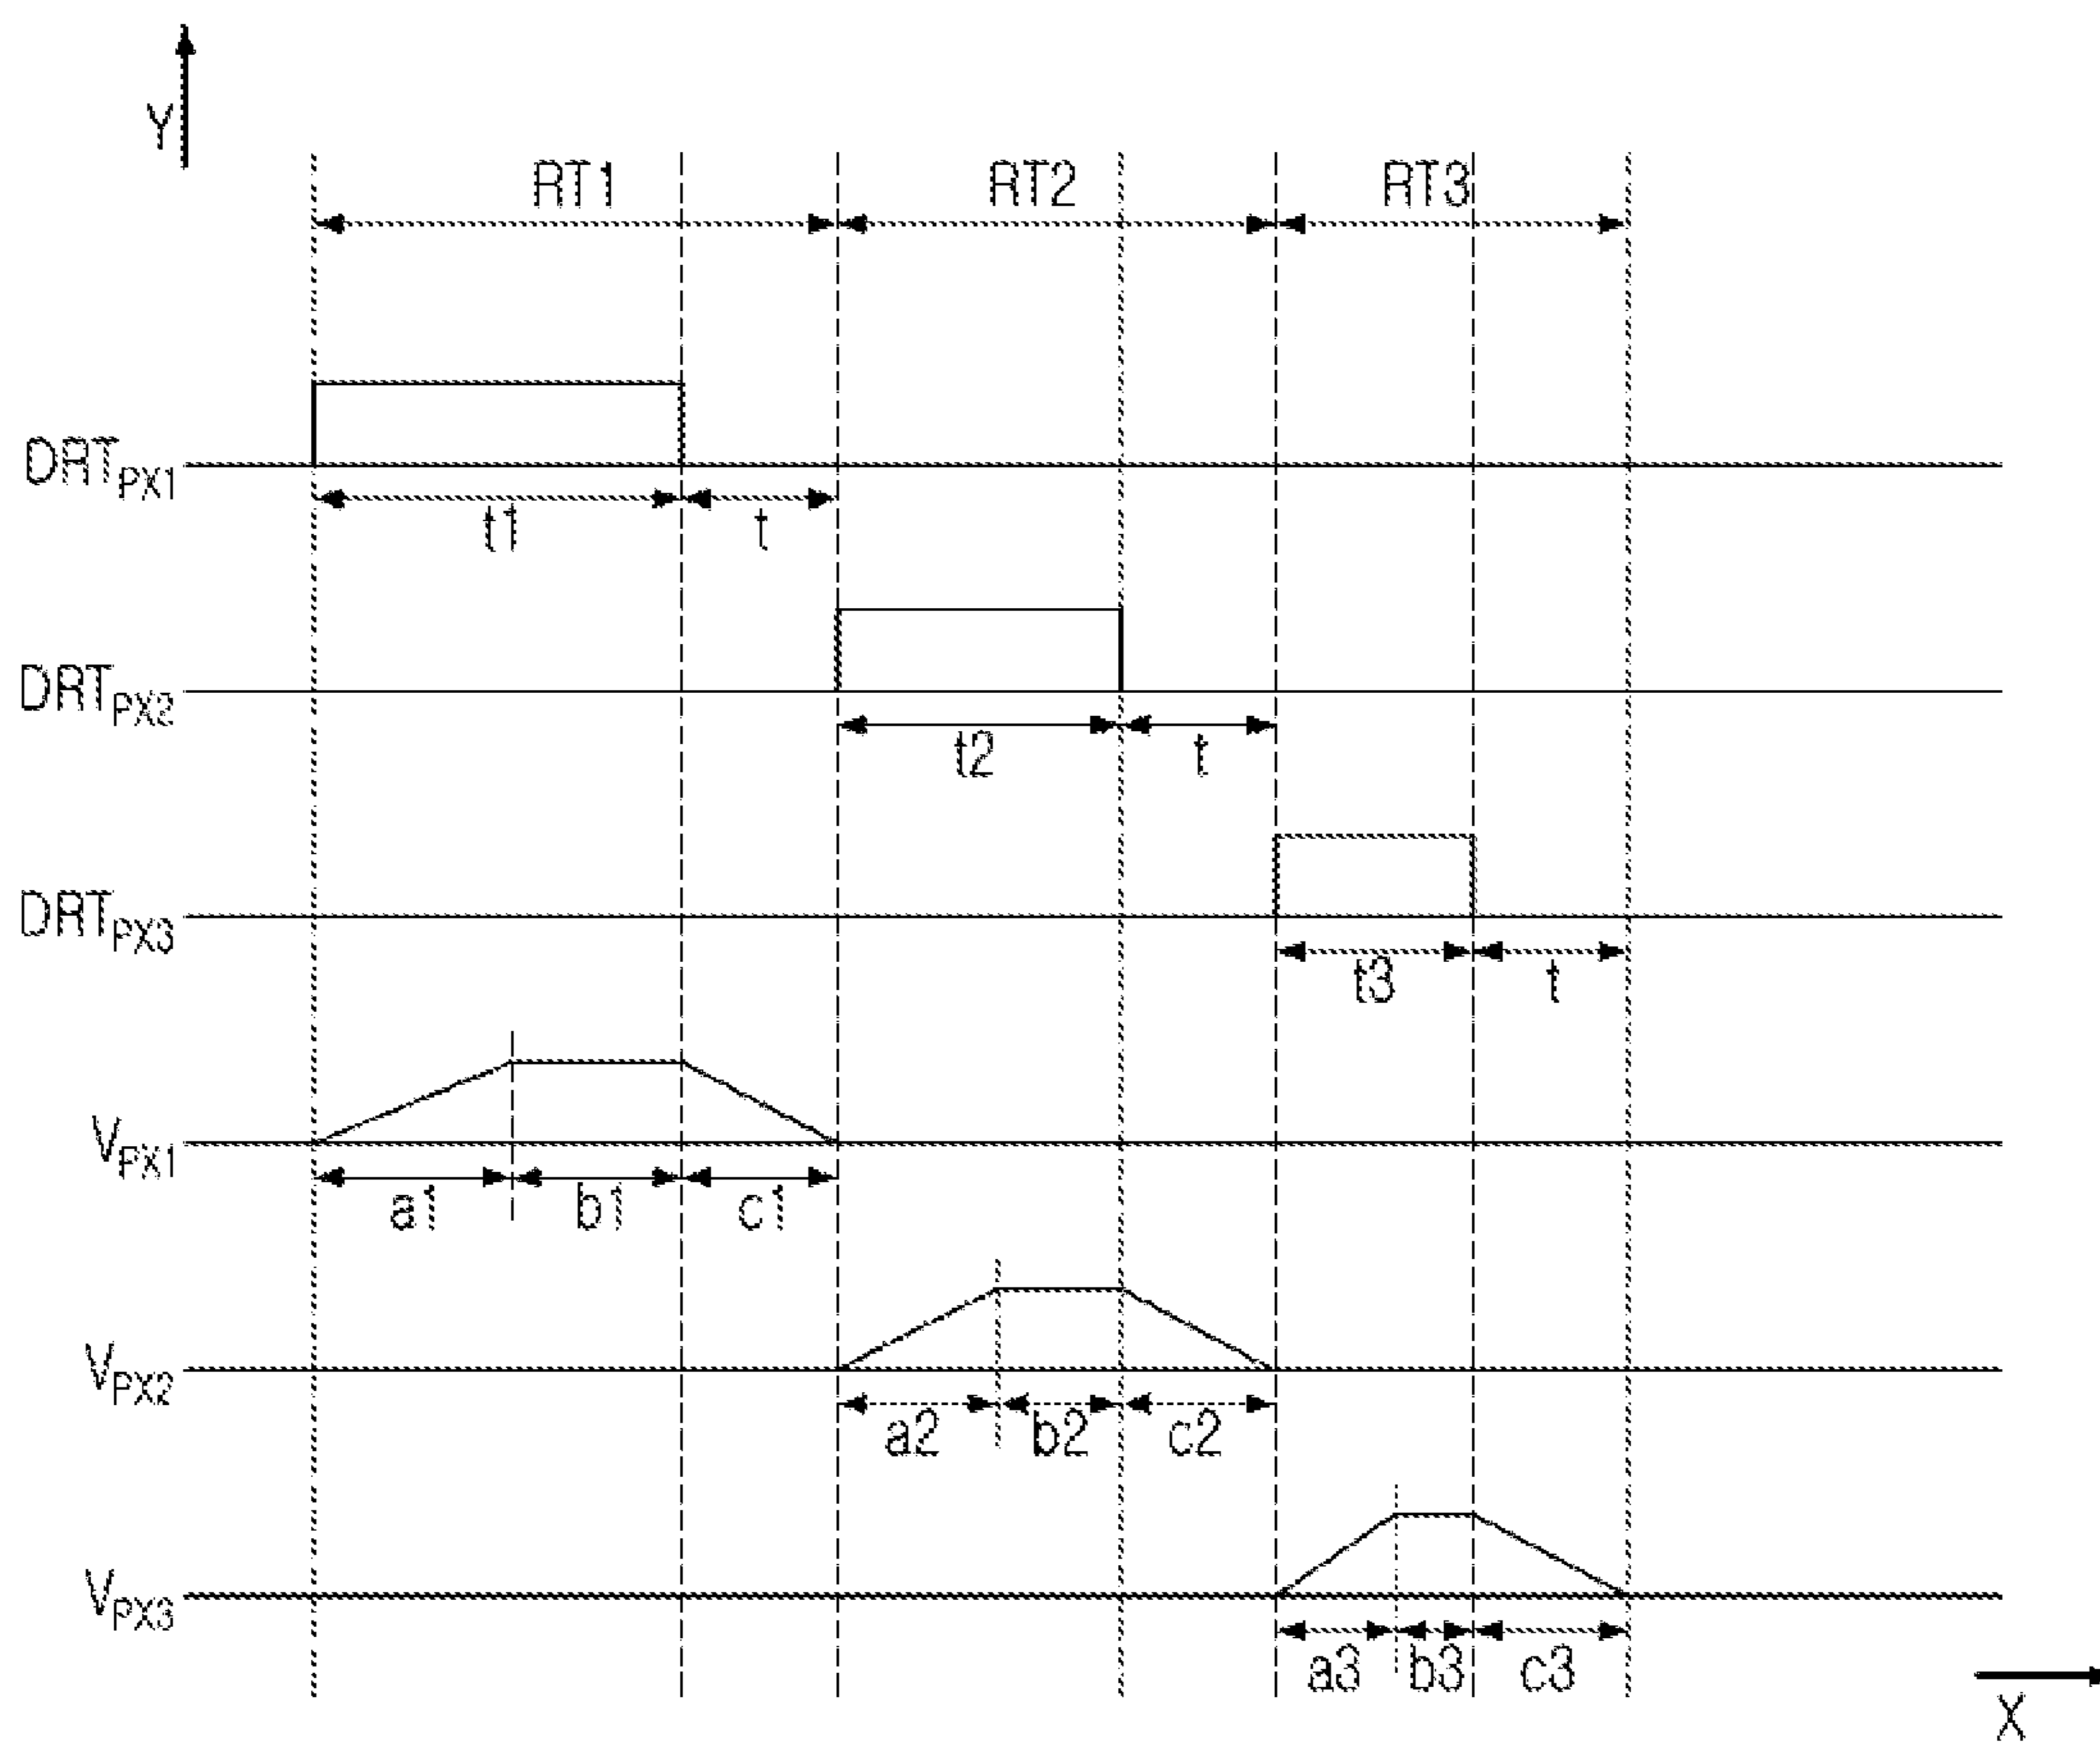 Y
RT1 RT2 RT3
DRTPX1
t1 t
DRTPX2
t2 t
DRTPX3
t3 t
VPX1
a1 b1 c1
VPX2
a2 b2 c2
VPX3
a3 b3 c3
X